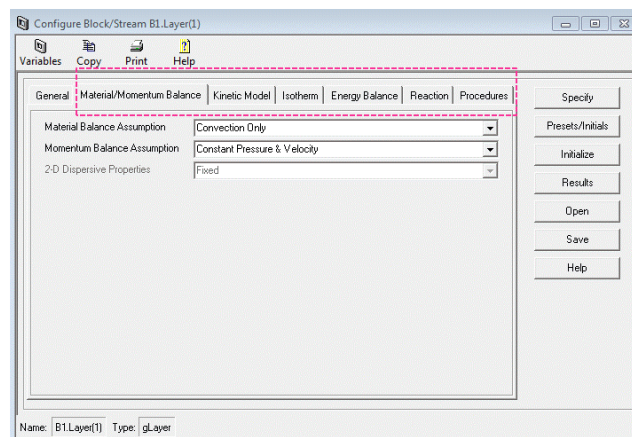 Configure Block/Stream B1.Layer(1)
Variables Copy Print Help
General Material/Momentum Balance Kinetic Model Isotherm Energy Balance Reaction Procedures
Material Balance Assumption Convection Only
Momentum Balance Assumption Constant Pressure & Velocity
2-D Dispersive Properties Fixed
Specify
Presets/Initials
Initialize
Results
Open
Save
Help
Name: B1.Layer(1) Type: gLayer